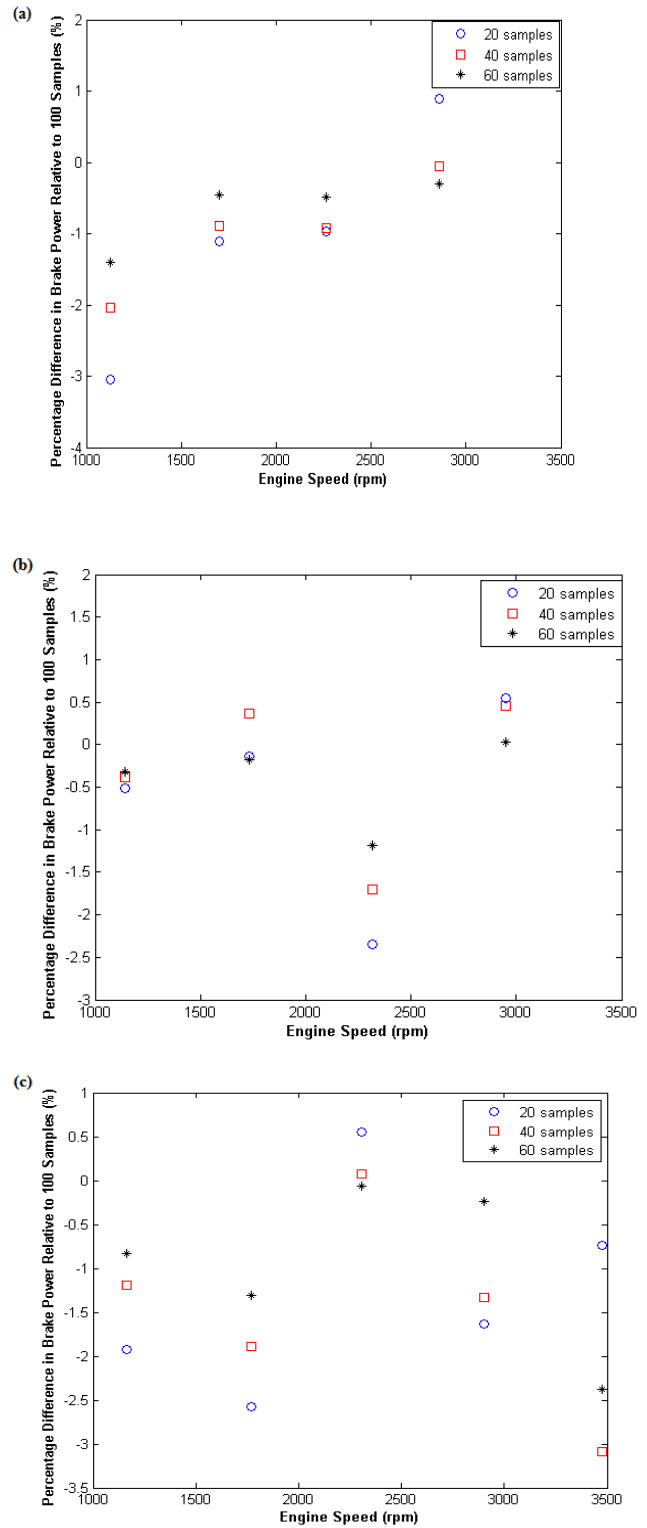 (a)
Percentage Difference in Brake Power Relative to 100 Samples (%)
2
1
0
-1
-2
-3
-4
1000 1500 2000 2500 3000 3500
Engine Speed (rpm)
20 samples
40 samples
60 samples
(b)
Percentage Difference in Brake Power Relative to 100 Samples (%)
2
1.5
1
0.5
0
-0.5
-1
-1.5
-2
-2.5
-3
1000 1500 2000 2500 3000 3500
Engine Speed (rpm)
20 samples
40 samples
60 samples
(c)
Percentage Difference in Brake Power Relative to 100 Samples (%)
1
0.5
0
-0.5
-1
-1.5
-2
-2.5
-3
-3.5
1000 1500 2000 2500 3000 3500
Engine Speed (rpm)
20 samples
40 samples
60 samples